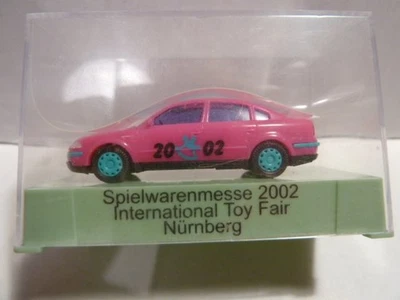 20 02
Spielwarenmesse 2002
International Toy Fair
Nürnberg